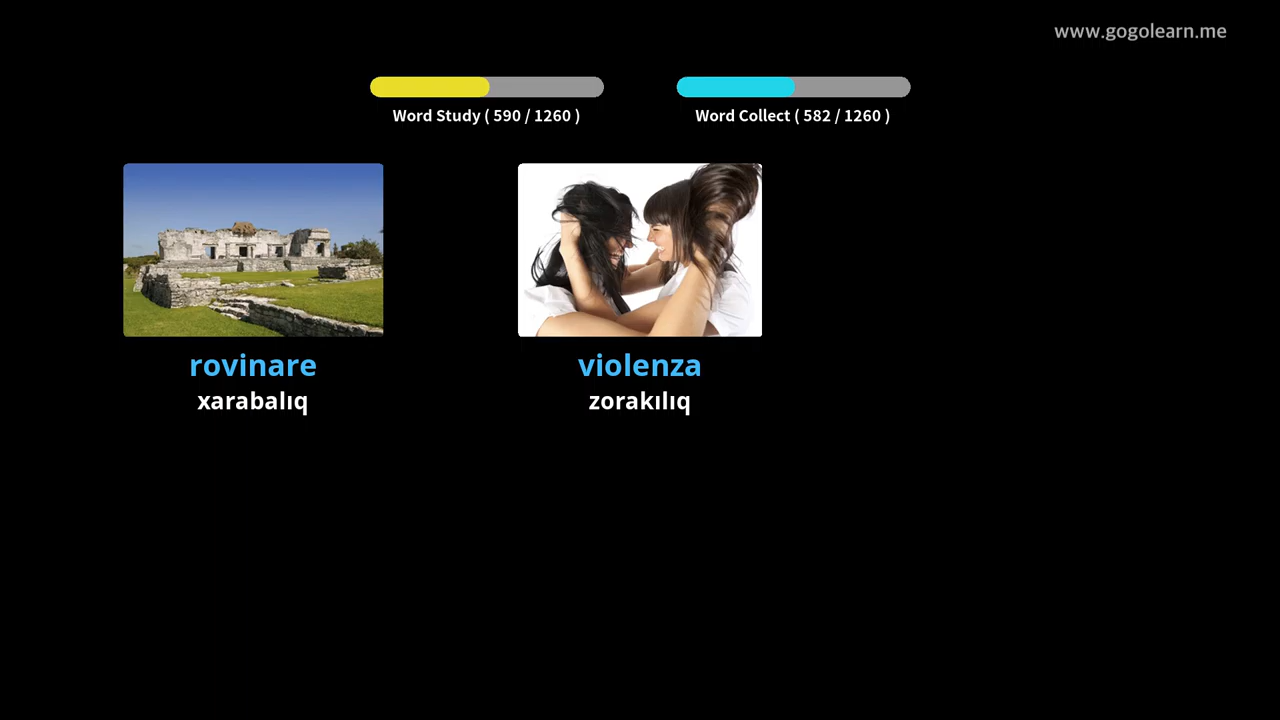 www.gogolearn.me
Word Study ( 590 / 1260 )
Word Collect ( 582 / 1260 )
rovinare
xarabalıq
violenza
zorakılıq